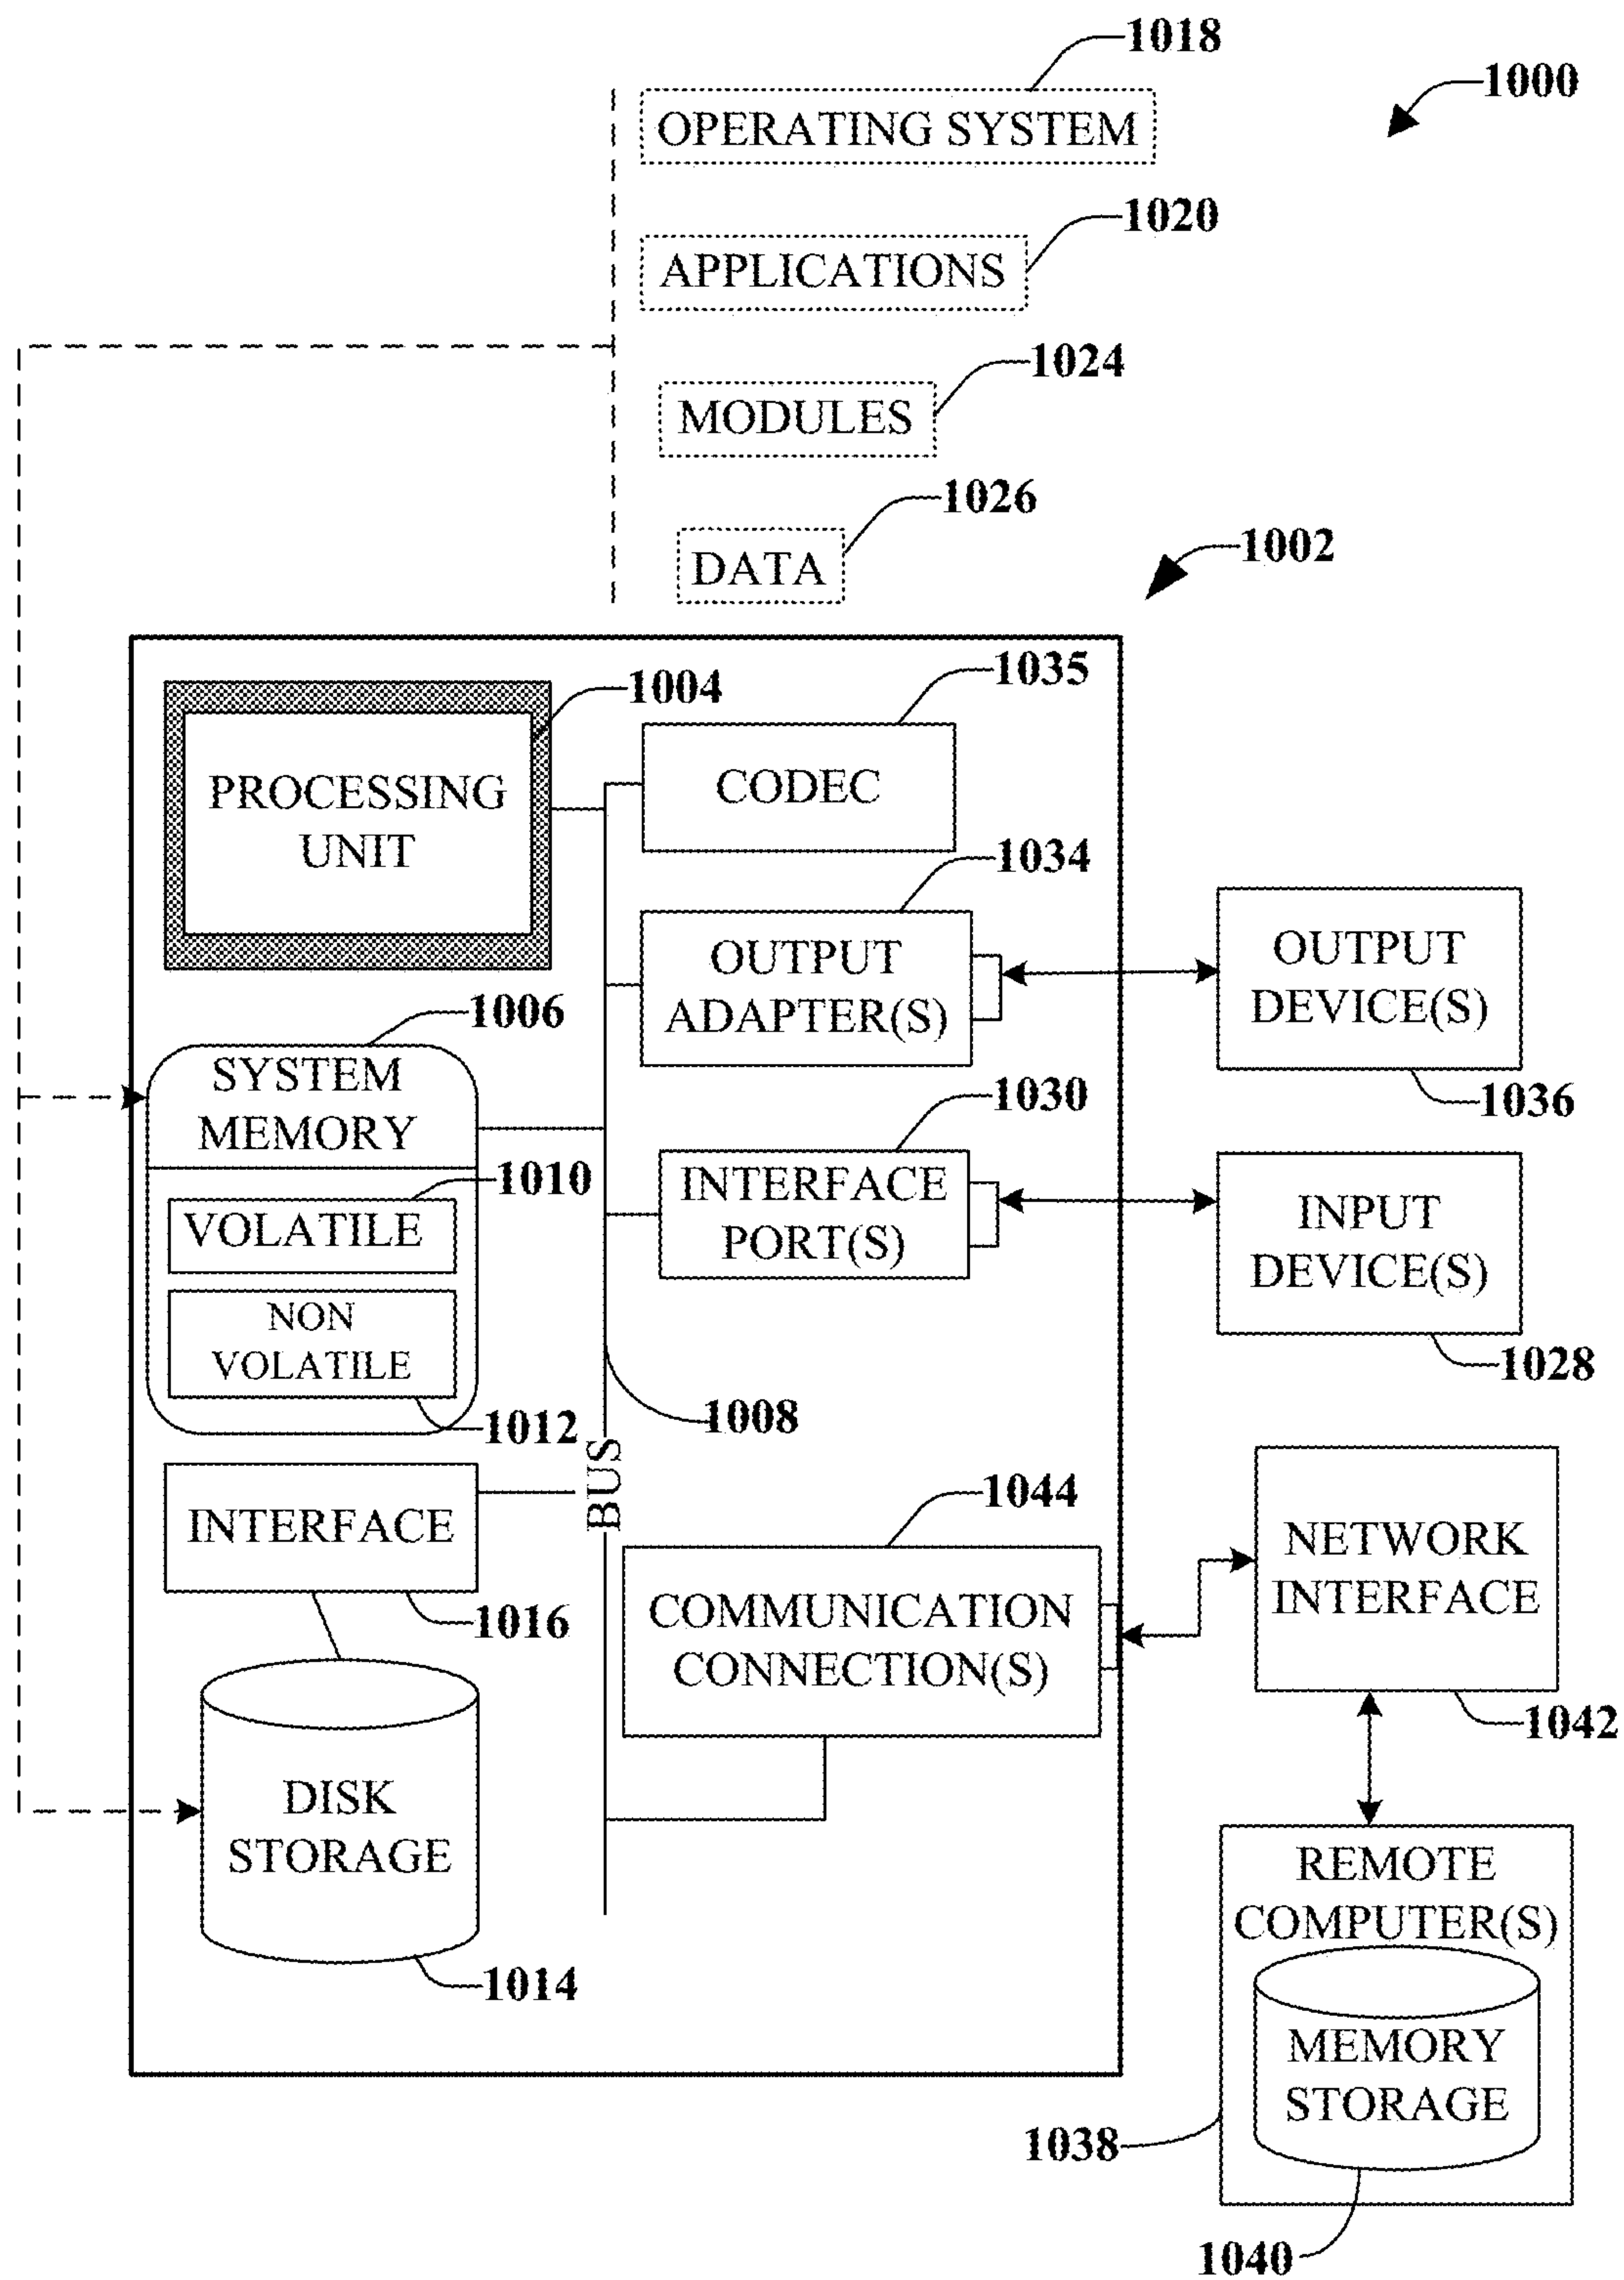 1018
1000
OPERATING SYSTEM
1020
APPLICATIONS
1024
MODULES
1026
DATA
1002
1035
1004
CODEC
PROCESSING
UNIT
1034
OUTPUT
ADAPTER(S)
OUTPUT
DEVICE(S)
1036
1006
SYSTEM
MEMORY
1030
INTERFACE
PORT(S)
INPUT
DEVICE(S)
1028
1010
VOLATILE
NON
VOLATILE
1012
1008
BUS
INTERFACE
1016
1044
COMMUNICATION
CONNECTION(S)
NETWORK
INTERFACE
1042
DISK
STORAGE
1014
REMOTE
COMPUTER(S)
MEMORY
STORAGE
1038
1040